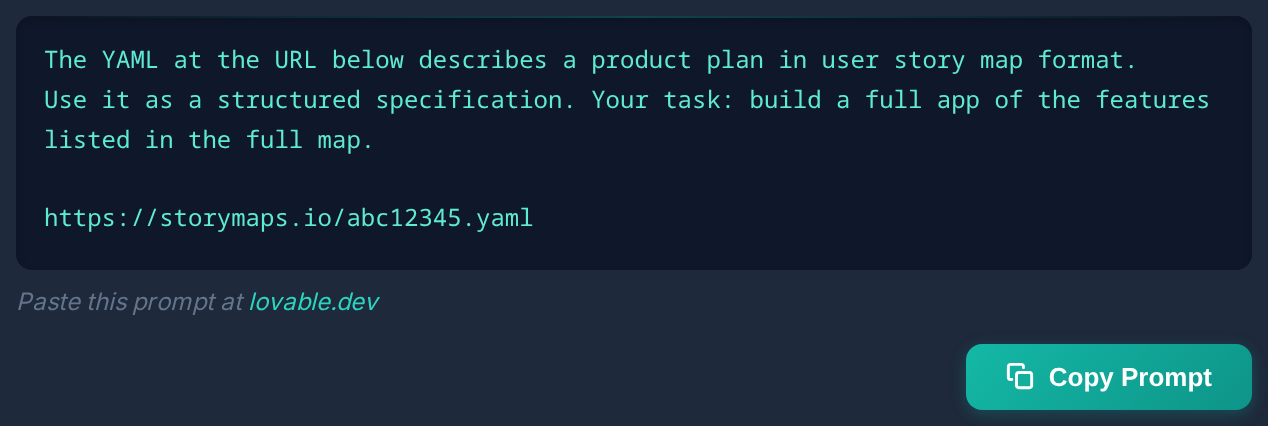 The YAML at the URL below describes a product plan in user story map format.
Use it as a structured specification. Your task: build a full app of the features
listed in the full map.
https://storymaps.io/abc12345.yaml
Paste this prompt at lovable.dev
Copy Prompt